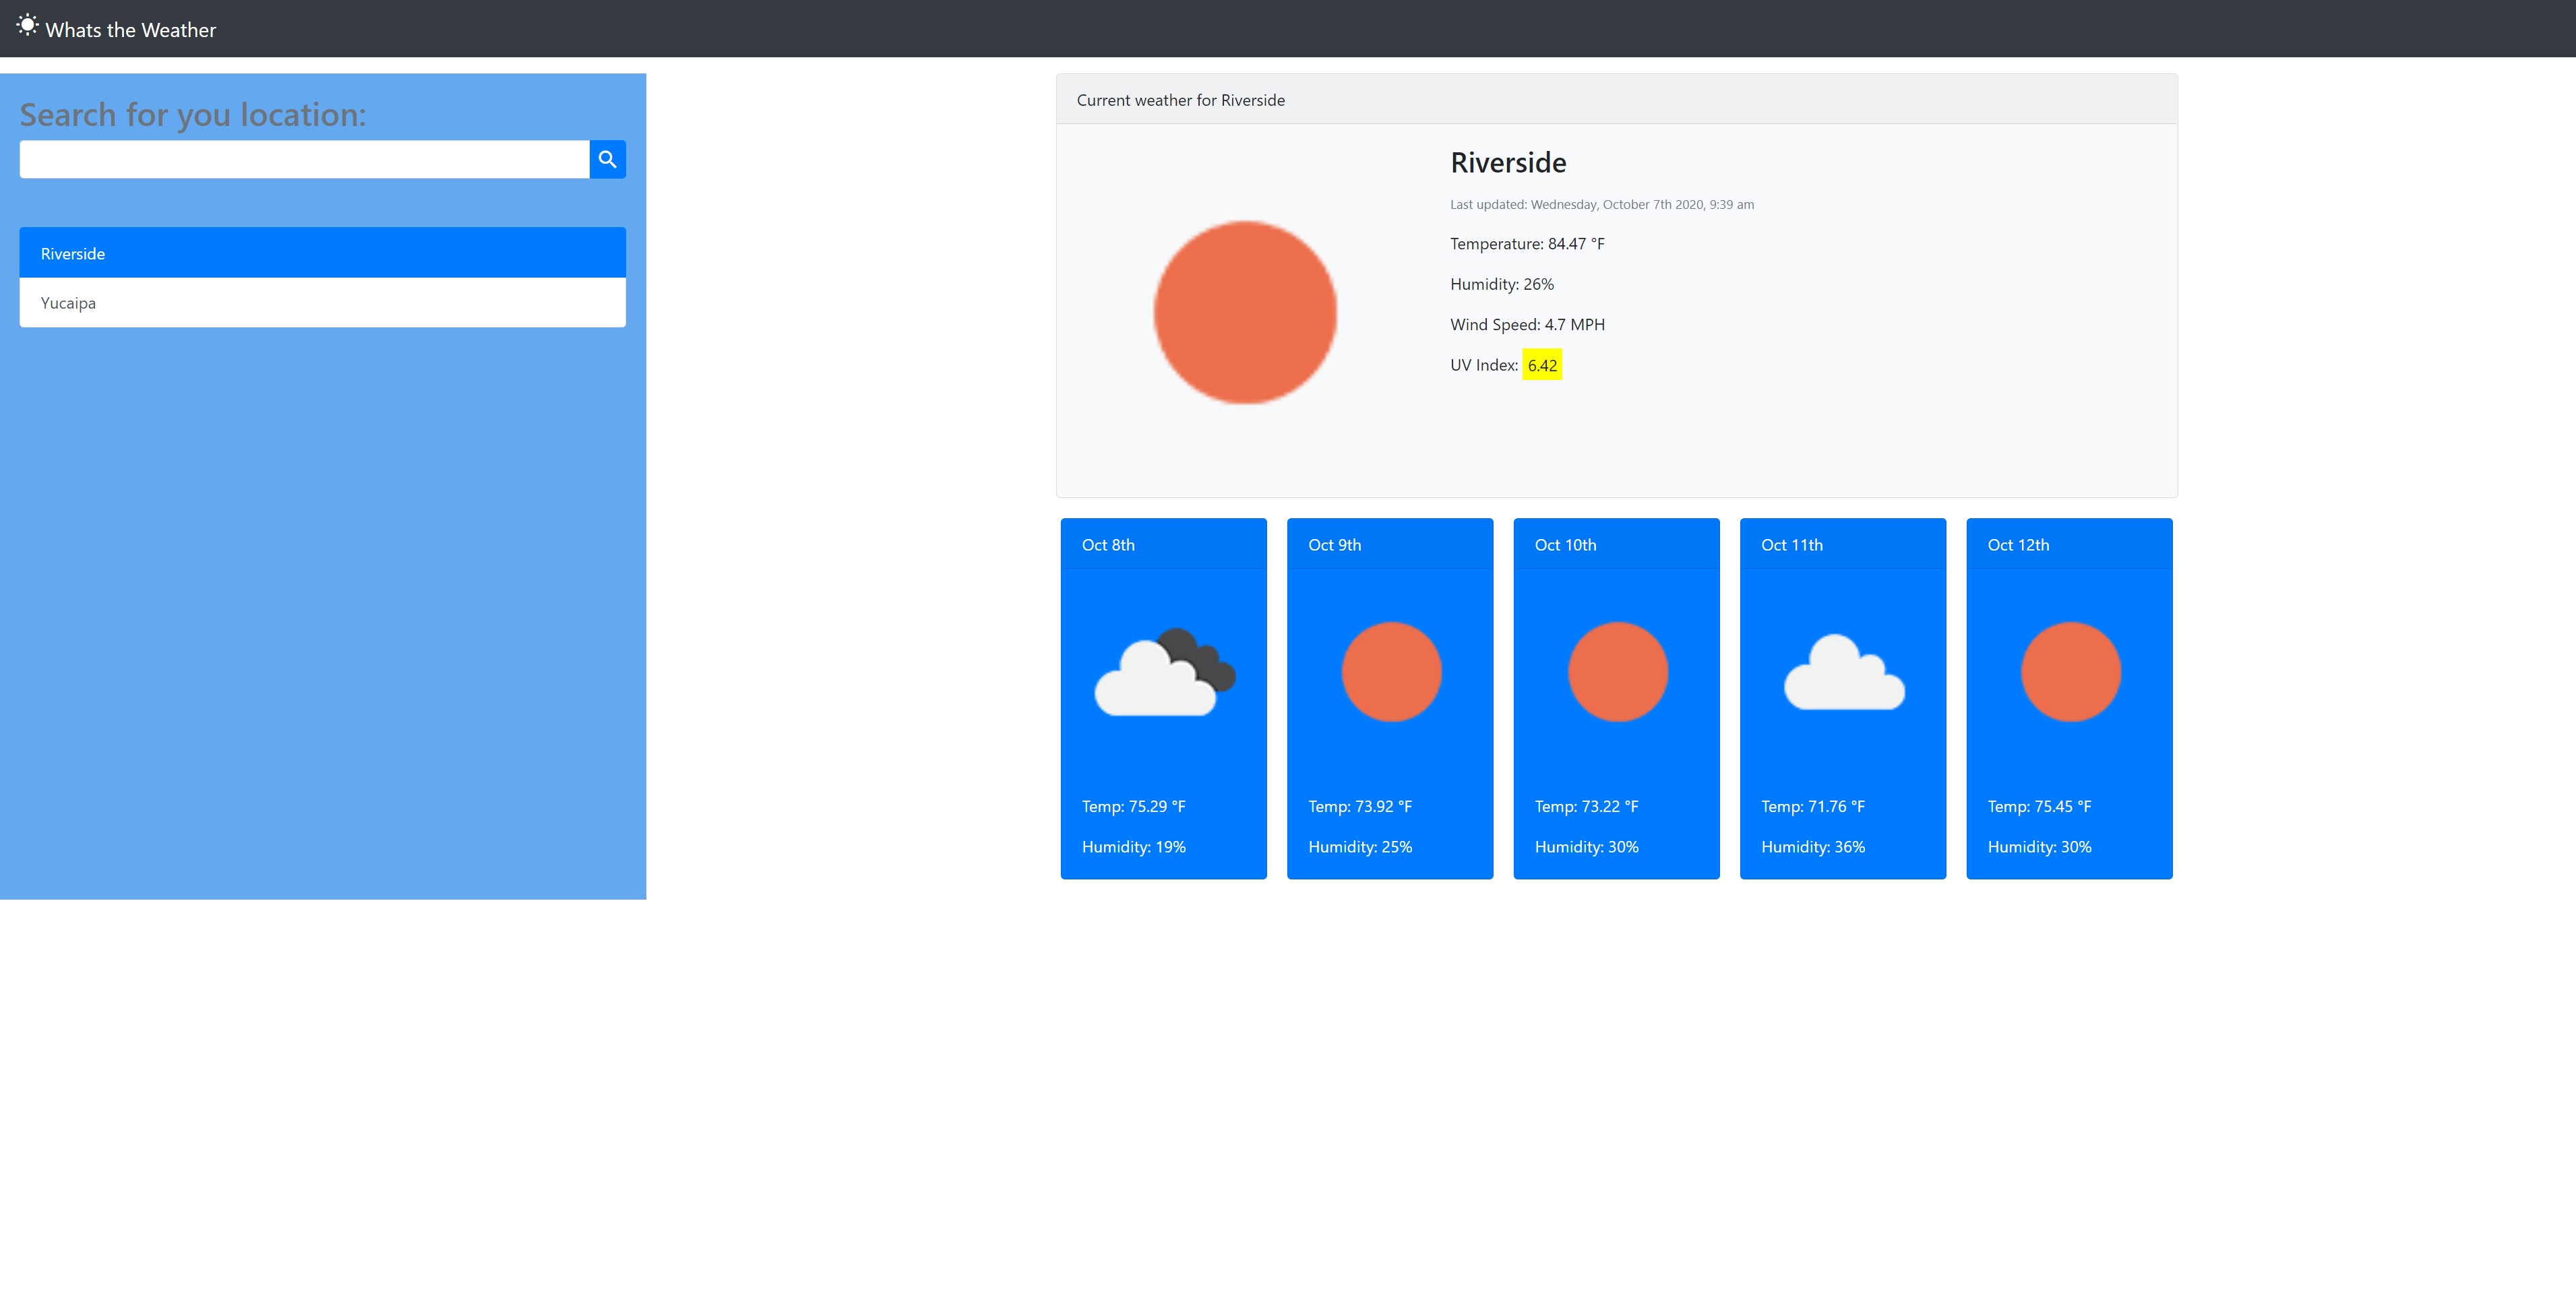 Whats the Weather
Search for you location:
Riverside
Yucaipa
Current weather for Riverside
Riverside
Last updated: Wednesday, October 7th 2020, 9:39 am
Temperature: 84.47 °F
Humidity: 26%
Wind Speed: 4.7 MPH
UV Index: 6.42
Oct 8th
Temp: 75.29 °F
Humidity: 19%
Oct 9th
Temp: 73.92 °F
Humidity: 25%
Oct 10th
Temp: 73.22 °F
Humidity: 30%
Oct 11th
Temp: 71.76 °F
Humidity: 36%
Oct 12th
Temp: 75.45 °F
Humidity: 30%